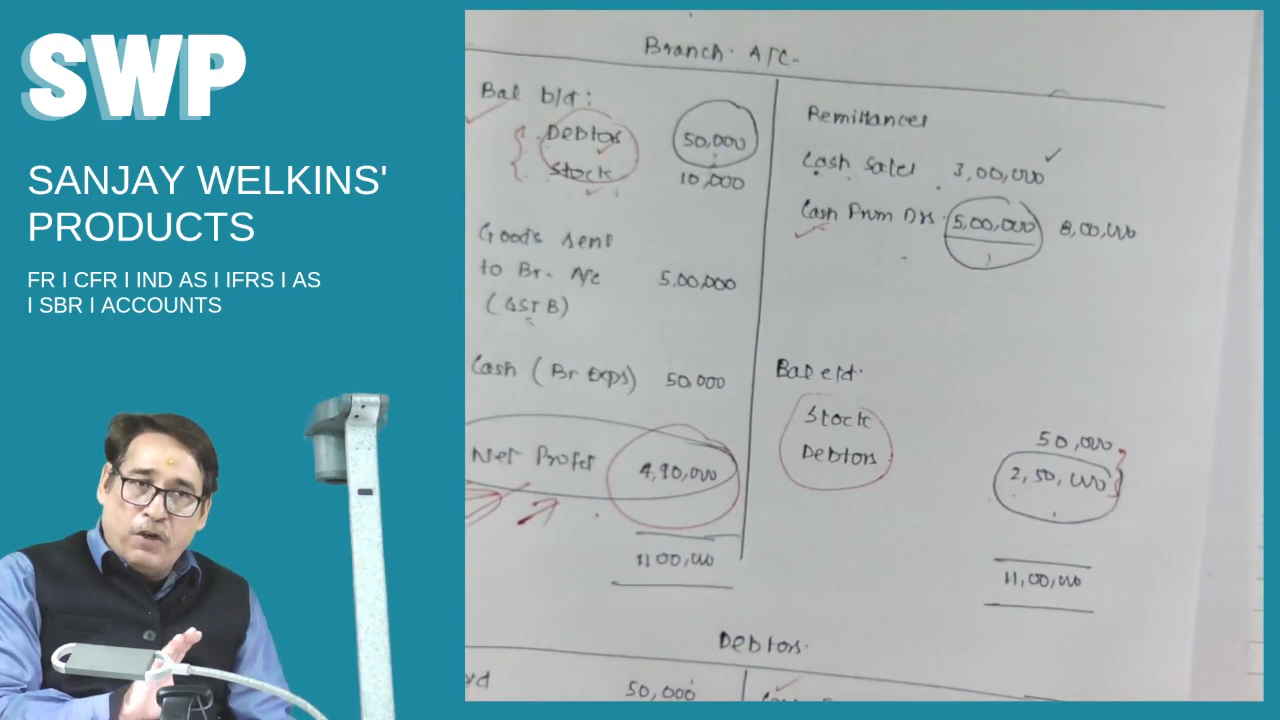 SWP
SANJAY WELKINS'
PRODUCTS
FR I CFR I IND AS I IFRS I AS
I SBR I ACCOUNTS
Branch. A/C-
Bal b/d:
Debtors 50,000
Stock 10,000
Goods sent
to Br. A/c 5,00,000
(GSTB)
Cash (Br exps) 50,000
Net Profit 4,90,000
1100,000
Remittances
Cash sales 3,00,000
Cash from Drs. 5,00,000 8,00,000
Bal c/d.
Stock 50,000
Debtors 2,50,000
11,00,000
Debtors.
50,000